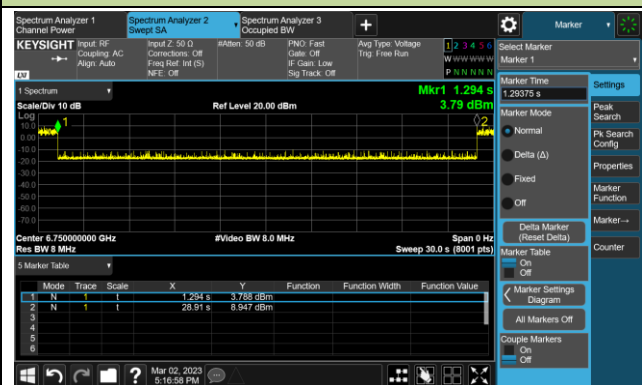 Spectrum Analyzer 1
Channel Power
Spectrum Analyzer 2
Swept SA
Spectrum Analyzer 3
Occupied BW
Marker
KEYSIGHT
Input: RF
Coupling: AC
Align: Auto
Input Z: 50 Ω
Corrections: Off
Freq Ref: Int (S)
NFE: Off
#Atten: 50 dB
PNO: Fast
Gate: Off
IF Gain: Low
Sig Track: Off
Avg Type: Voltage
Trig: Free Run
1 2 3 4 5 6
W W W W W W
P N N N N N
LXI
Select Marker
Marker 1
1 Spectrum
Scale/Div 10 dB
Ref Level 20.00 dBm
Mkr1 1.294 s
3.79 dBm
Log
10.0
0.00
-10.0
-20.0
-30.0
-40.0
-50.0
-60.0
-70.0
1
2
Center 6.750000000 GHz
Res BW 8 MHz
#Video BW 8.0 MHz
Span 0 Hz
Sweep 30.0 s (8001 pts)
5 Marker Table
Mode Trace Scale X Y Function Function Width Function Value
1 N 1 t 1.294 s 3.788 dBm
2 N 1 t 28.91 s 8.947 dBm
3
4
5
6
Marker Time
1.29375 s
Marker Mode
Normal
Delta (Δ)
Fixed
Off
Delta Marker
(Reset Delta)
Marker Table
On
Off
Marker Settings
Diagram
All Markers Off
Couple Markers
On
Off
Settings
Peak
Search
Pk Search
Config
Properties
Marker
Function
Marker→
Counter
?
Mar 02, 2023
5:16:58 PM